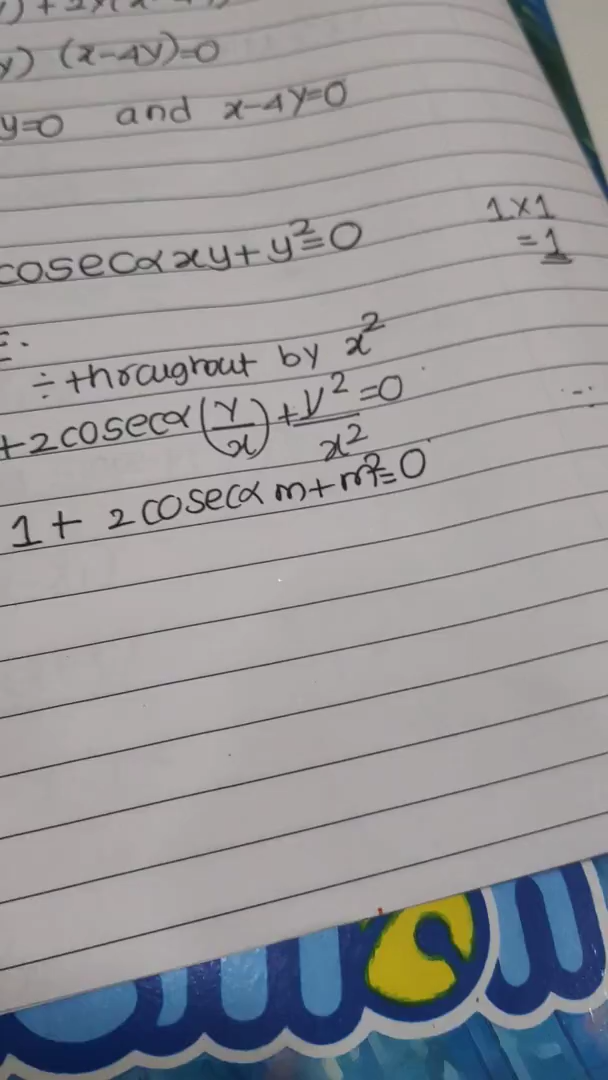 y) (x-4y)=0
y=0 and x-4y=0
cosecα xy + y²=0
1×1
=1
÷ throughout by x²
+2cosecα(y/x)+y²/x²=0
1+ 2cosecα m+m²=0